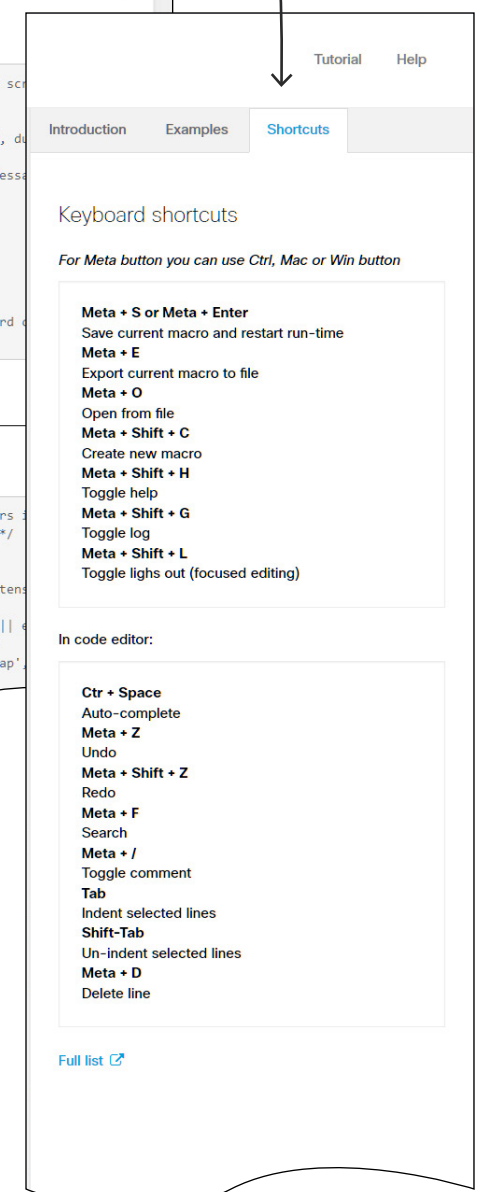 Tutorial Help
Introduction Examples Shortcuts
Keyboard shortcuts
For Meta button you can use Ctrl, Mac or Win button
Meta + S or Meta + Enter
Save current macro and restart run-time
Meta + E
Export current macro to file
Meta + O
Open from file
Meta + Shift + C
Create new macro
Meta + Shift + H
Toggle help
Meta + Shift + G
Toggle log
Meta + Shift + L
Toggle lighs out (focused editing)
In code editor:
Ctr + Space
Auto-complete
Meta + Z
Undo
Meta + Shift + Z
Redo
Meta + F
Search
Meta + /
Toggle comment
Tab
Indent selected lines
Shift-Tab
Un-indent selected lines
Meta + D
Delete line
Full list